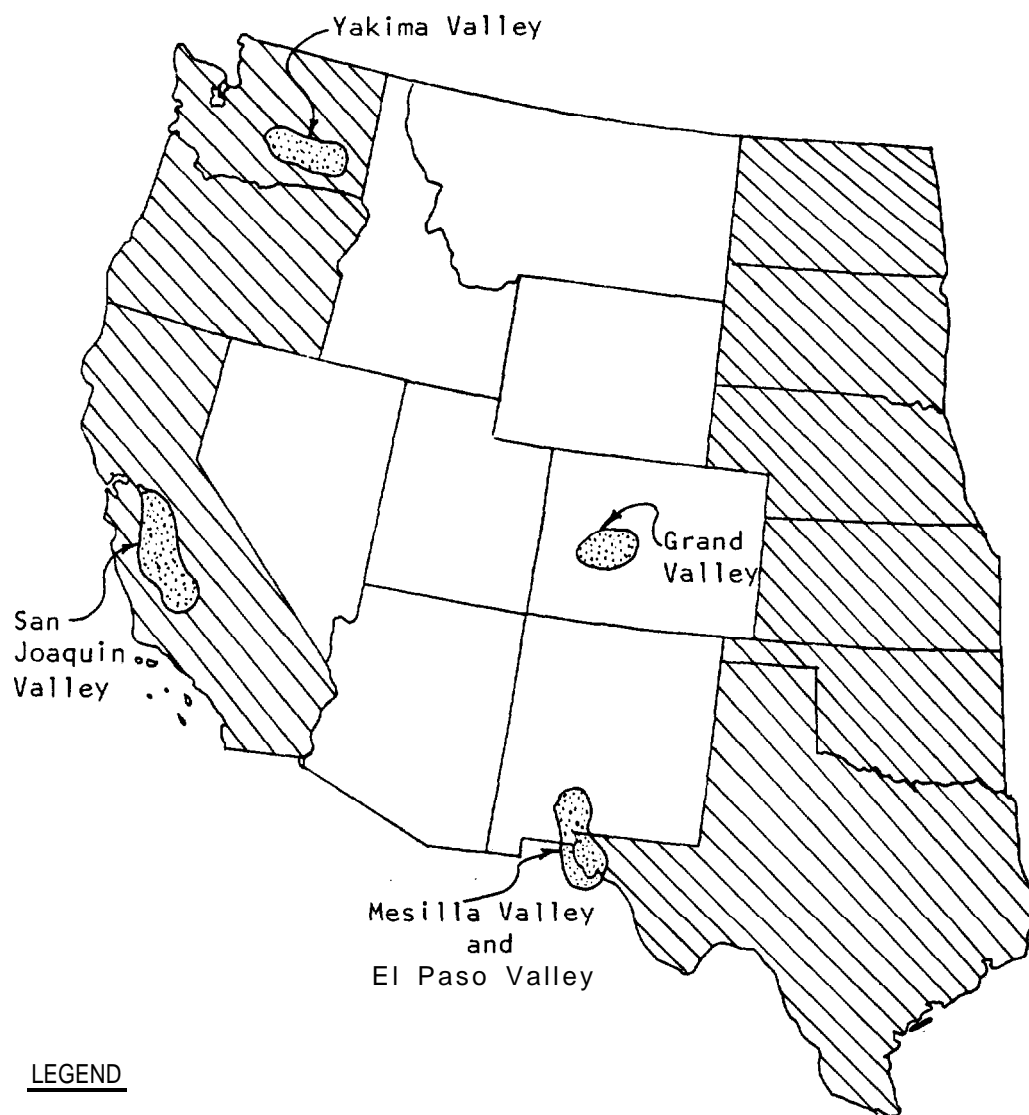 Yakima Valley
Grand
Valley
San
Joaquin
Valley
Mesilla Valley
and
El Paso Valley
LEGEND